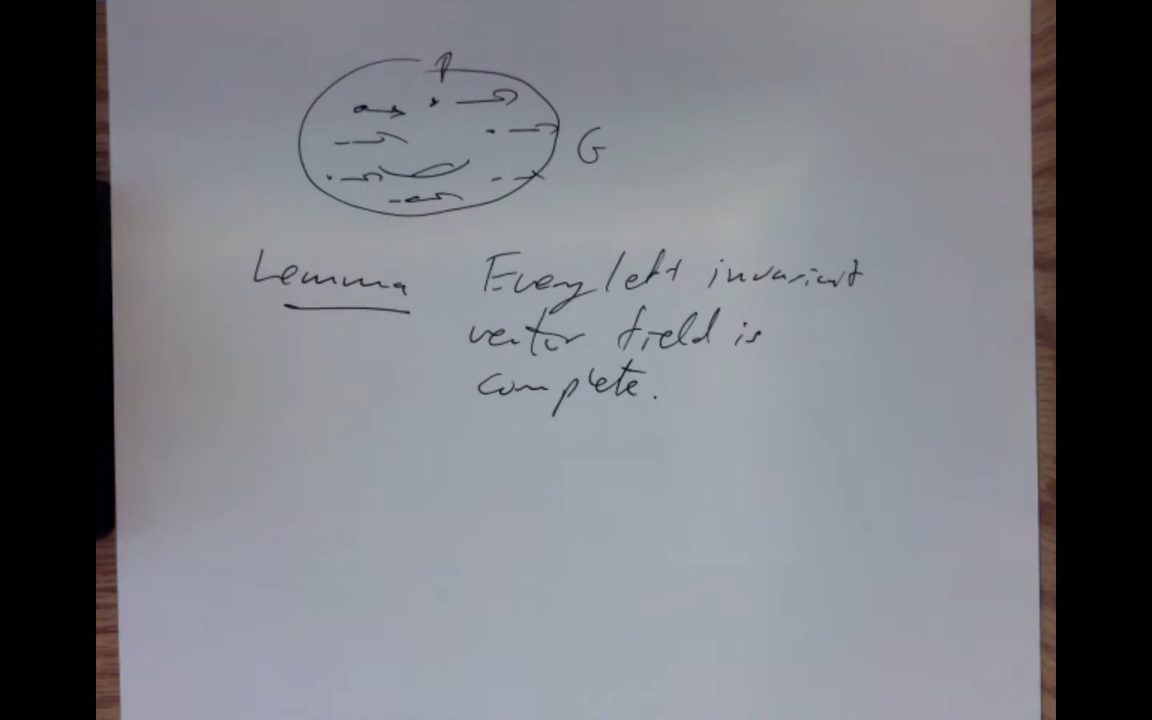 G
Lemma Every left invariant
vector field is
complete.